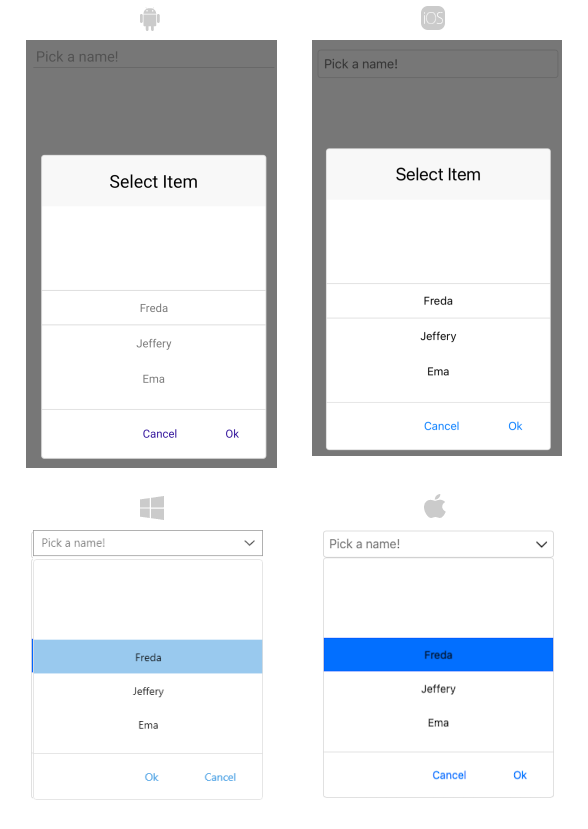 iOS
Pick a name!
Select Item
Freda
Jeffery
Ema
Cancel Ok
Pick a name!
Select Item
Freda
Jeffery
Ema
Cancel Ok
Pick a name!
Freda
Jeffery
Ema
Ok Cancel
Pick a name!
Freda
Jeffery
Ema
Cancel Ok